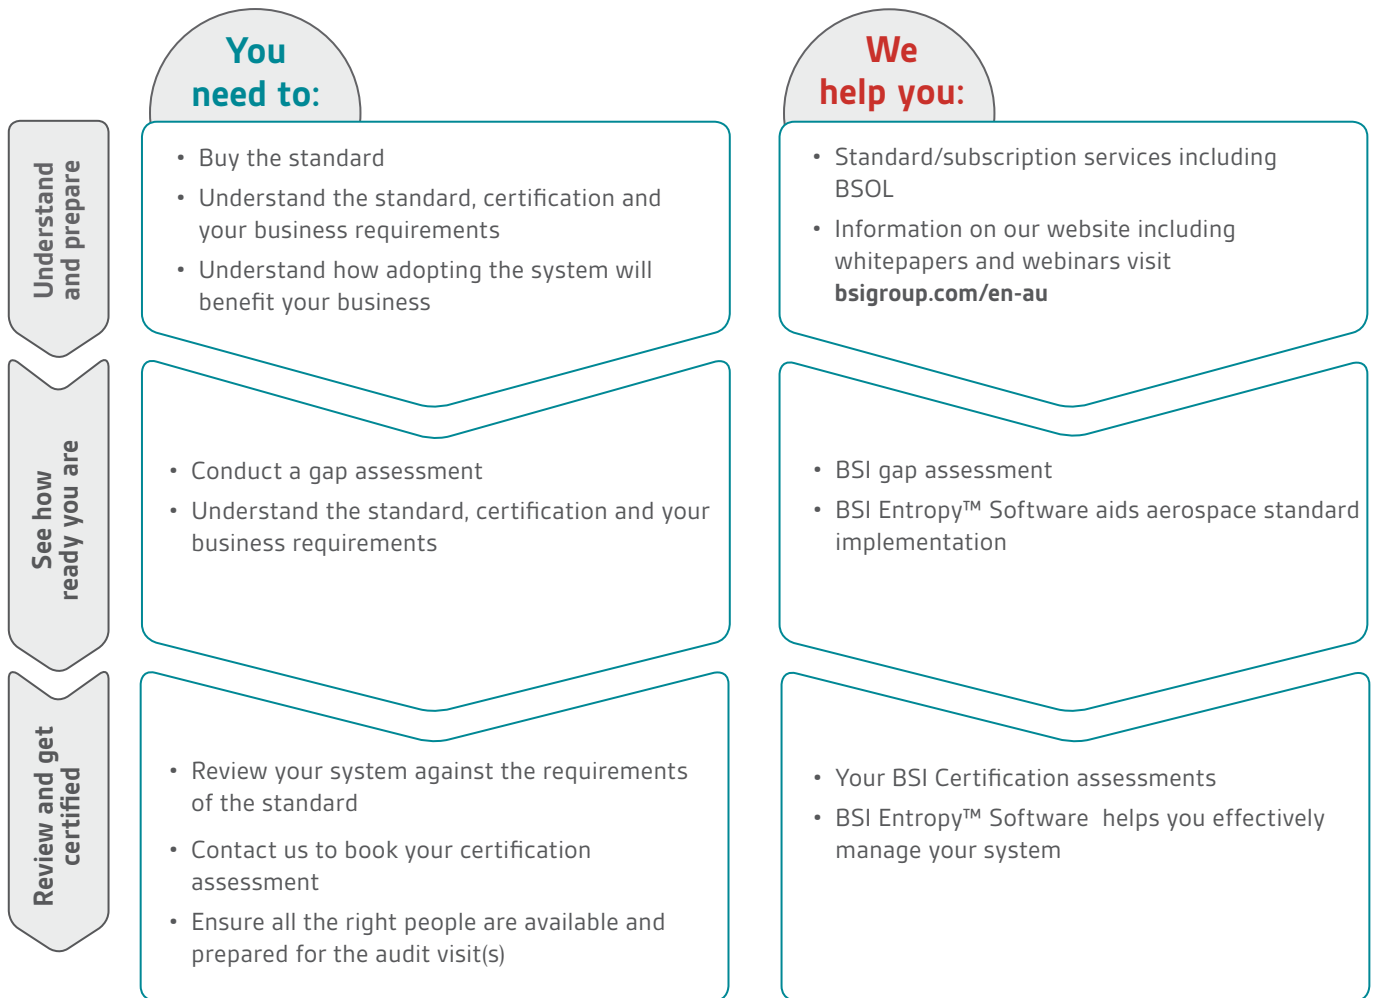 You
need to:
We
help you:
Understand
and prepare
• Buy the standard
• Understand the standard, certification and
your business requirements
• Understand how adopting the system will
benefit your business
• Standard/subscription services including
BSOL
• Information on our website including
whitepapers and webinars visit
bsigroup.com/en-au
See how
ready you are
• Conduct a gap assessment
• Understand the standard, certification and your
business requirements
• BSI gap assessment
• BSI Entropy™ Software aids aerospace standard
implementation
Review and get
certified
• Review your system against the requirements
of the standard
• Contact us to book your certification
assessment
• Ensure all the right people are available and
prepared for the audit visit(s)
• Your BSI Certification assessments
• BSI Entropy™ Software  helps you effectively
manage your system